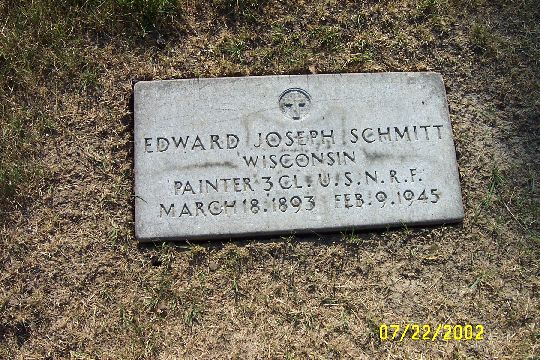 EDWARD JOSEPH SCHMITT
WISCONSIN
PAINTER 3 CL. U.S.N.R.F.
MARCH 18.1893 FEB.9.1945
07/22/2002